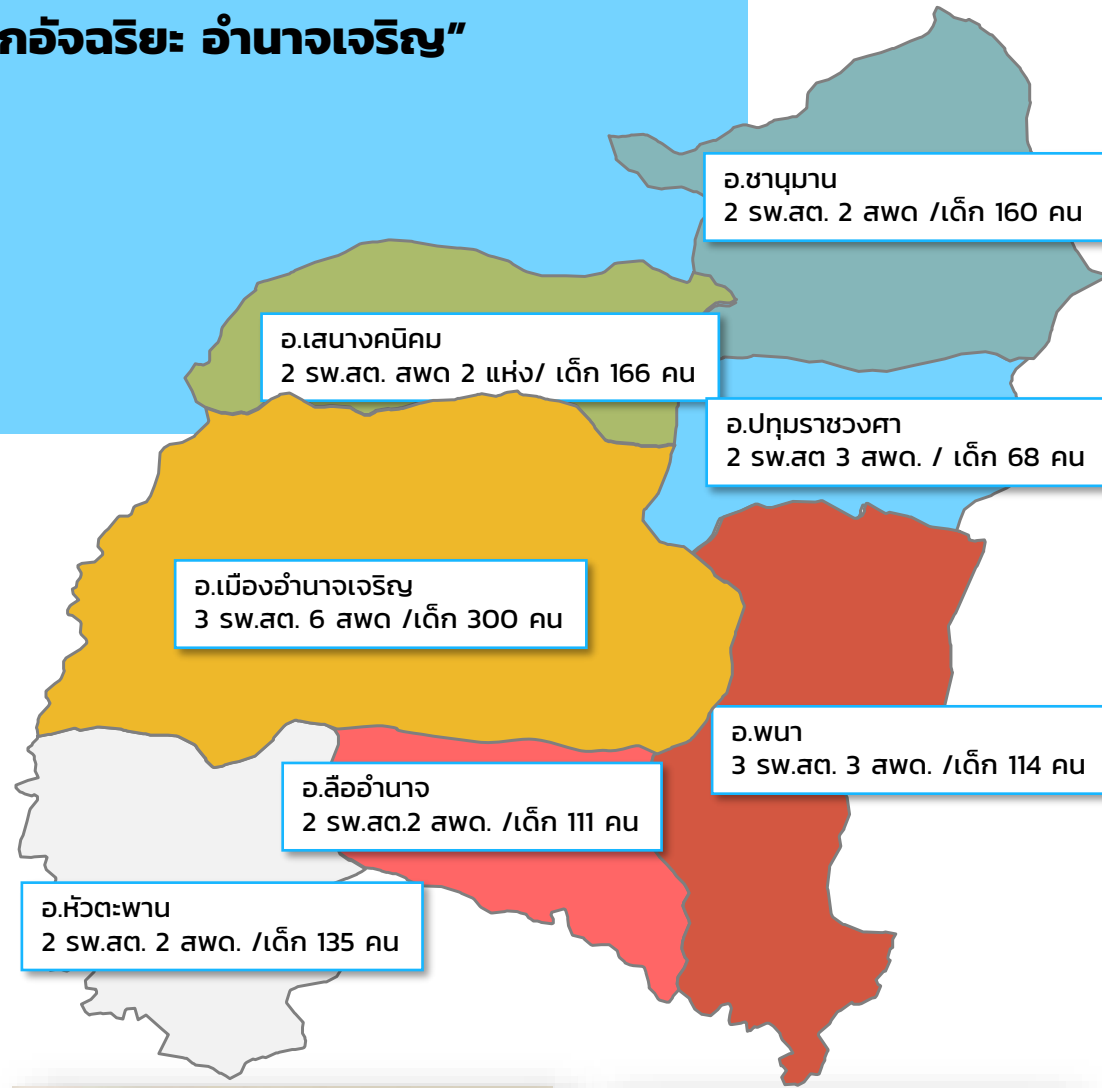 กอัจฉริยะ อำนาจเจริญ”
อ.ชานุมาน
2 รพ.สต. 2 สพด /เด็ก 160 คน
อ.เสนางคนิคม
2 รพ.สต. สพด 2 แห่ง/ เด็ก 166 คน
อ.ปทุมราชวงศา
2 รพ.สต 3 สพด. / เด็ก 68 คน
อ.เมืองอำนาจเจริญ
3 รพ.สต. 6 สพด /เด็ก 300 คน
อ.พนา
3 รพ.สต. 3 สพด. /เด็ก 114 คน
อ.ลืออำนาจ
2 รพ.สต.2 สพด. /เด็ก 111 คน
อ.หัวตะพาน
2 รพ.สต. 2 สพด. /เด็ก 135 คน